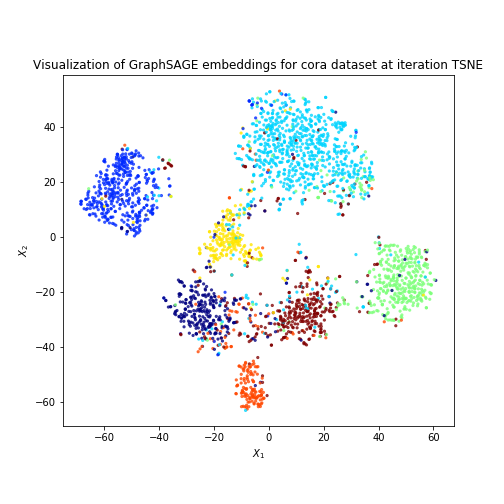 Visualization of GraphSAGE embeddings for cora dataset at iteration TSNE
40
20
0
−20
−40
−60
X₂
−60 −40 −20 0 20 40 60
X₁